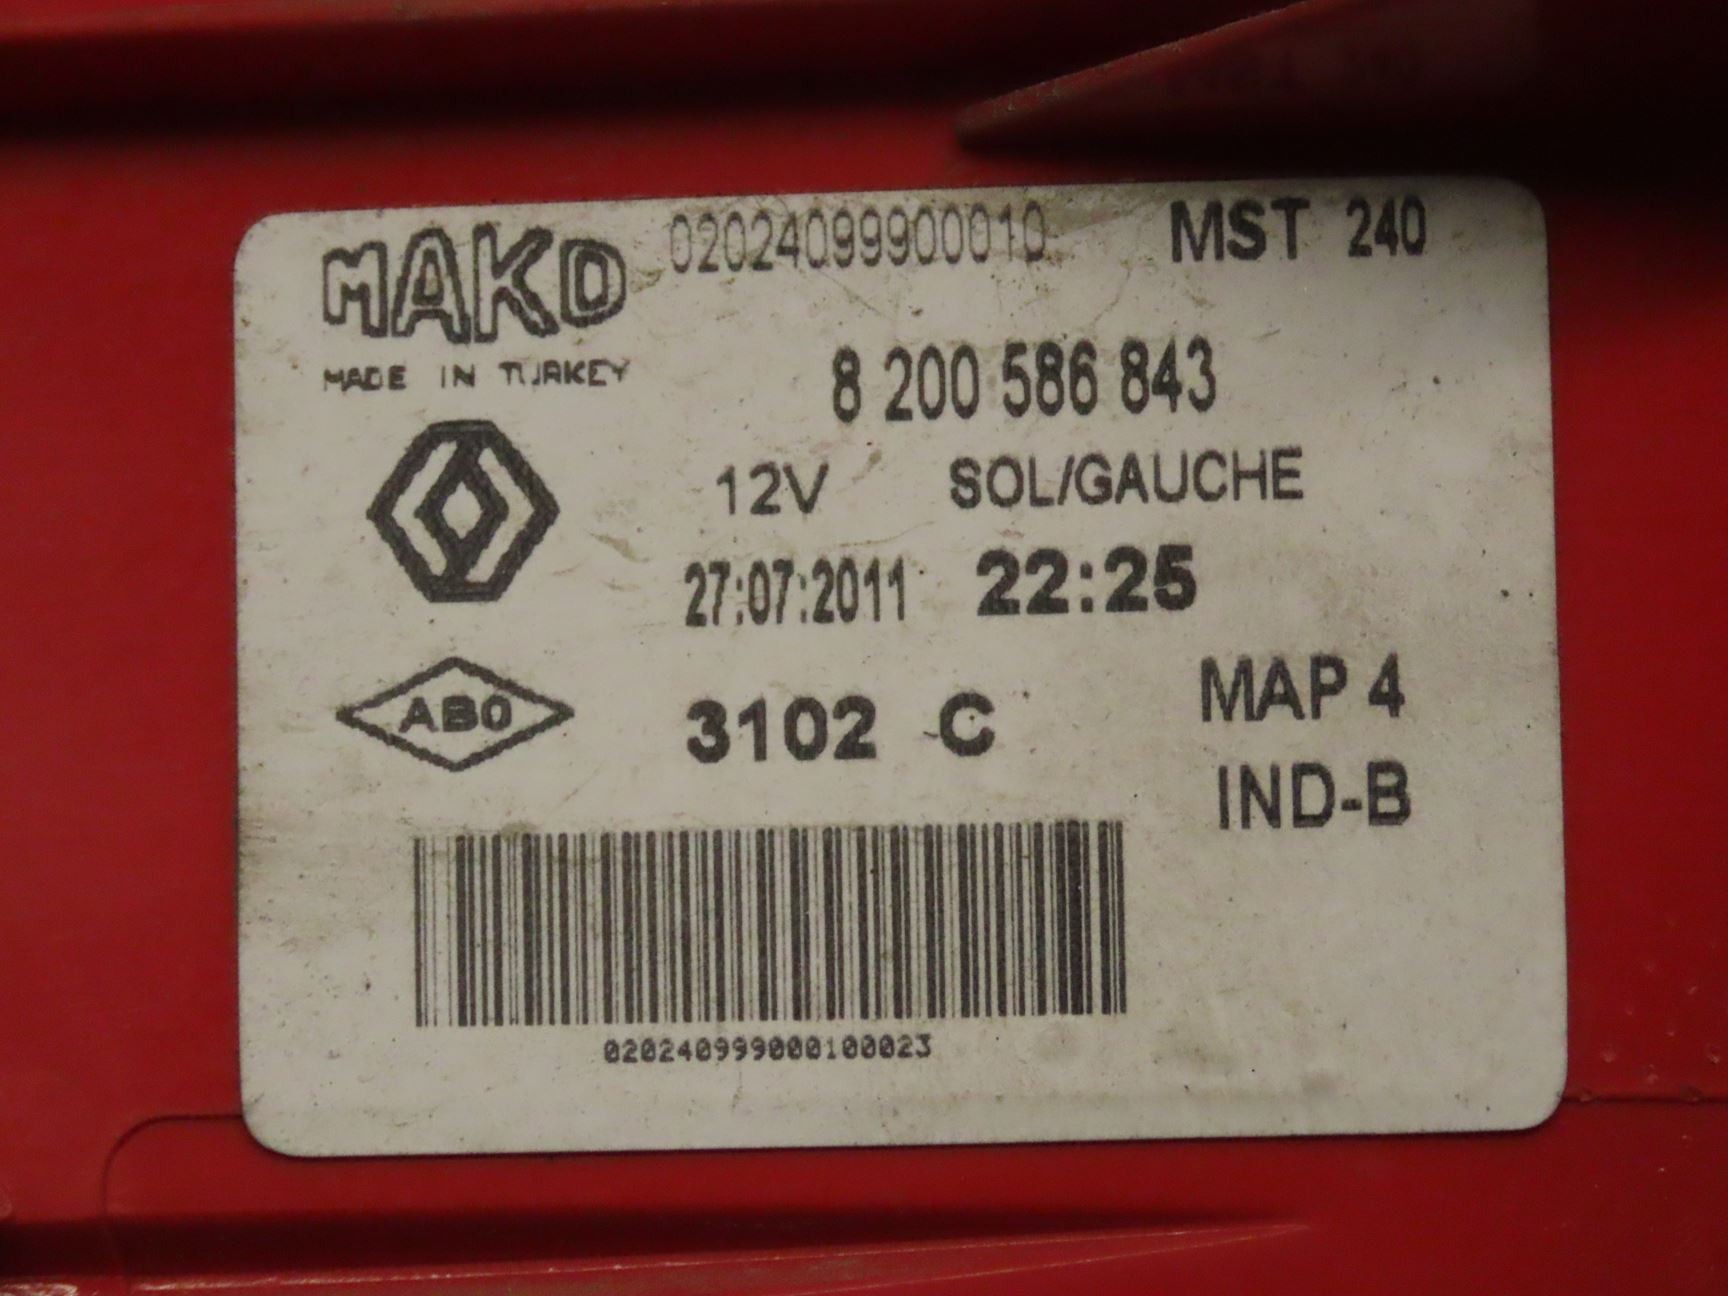 MAKO 02024099900010 MST 240
MADE IN TURKEY
8 200 586 843
12V SOL/GAUCHE
27:07:2011 22:25
ABO 3102 C MAP 4
IND-B
020240999000100023